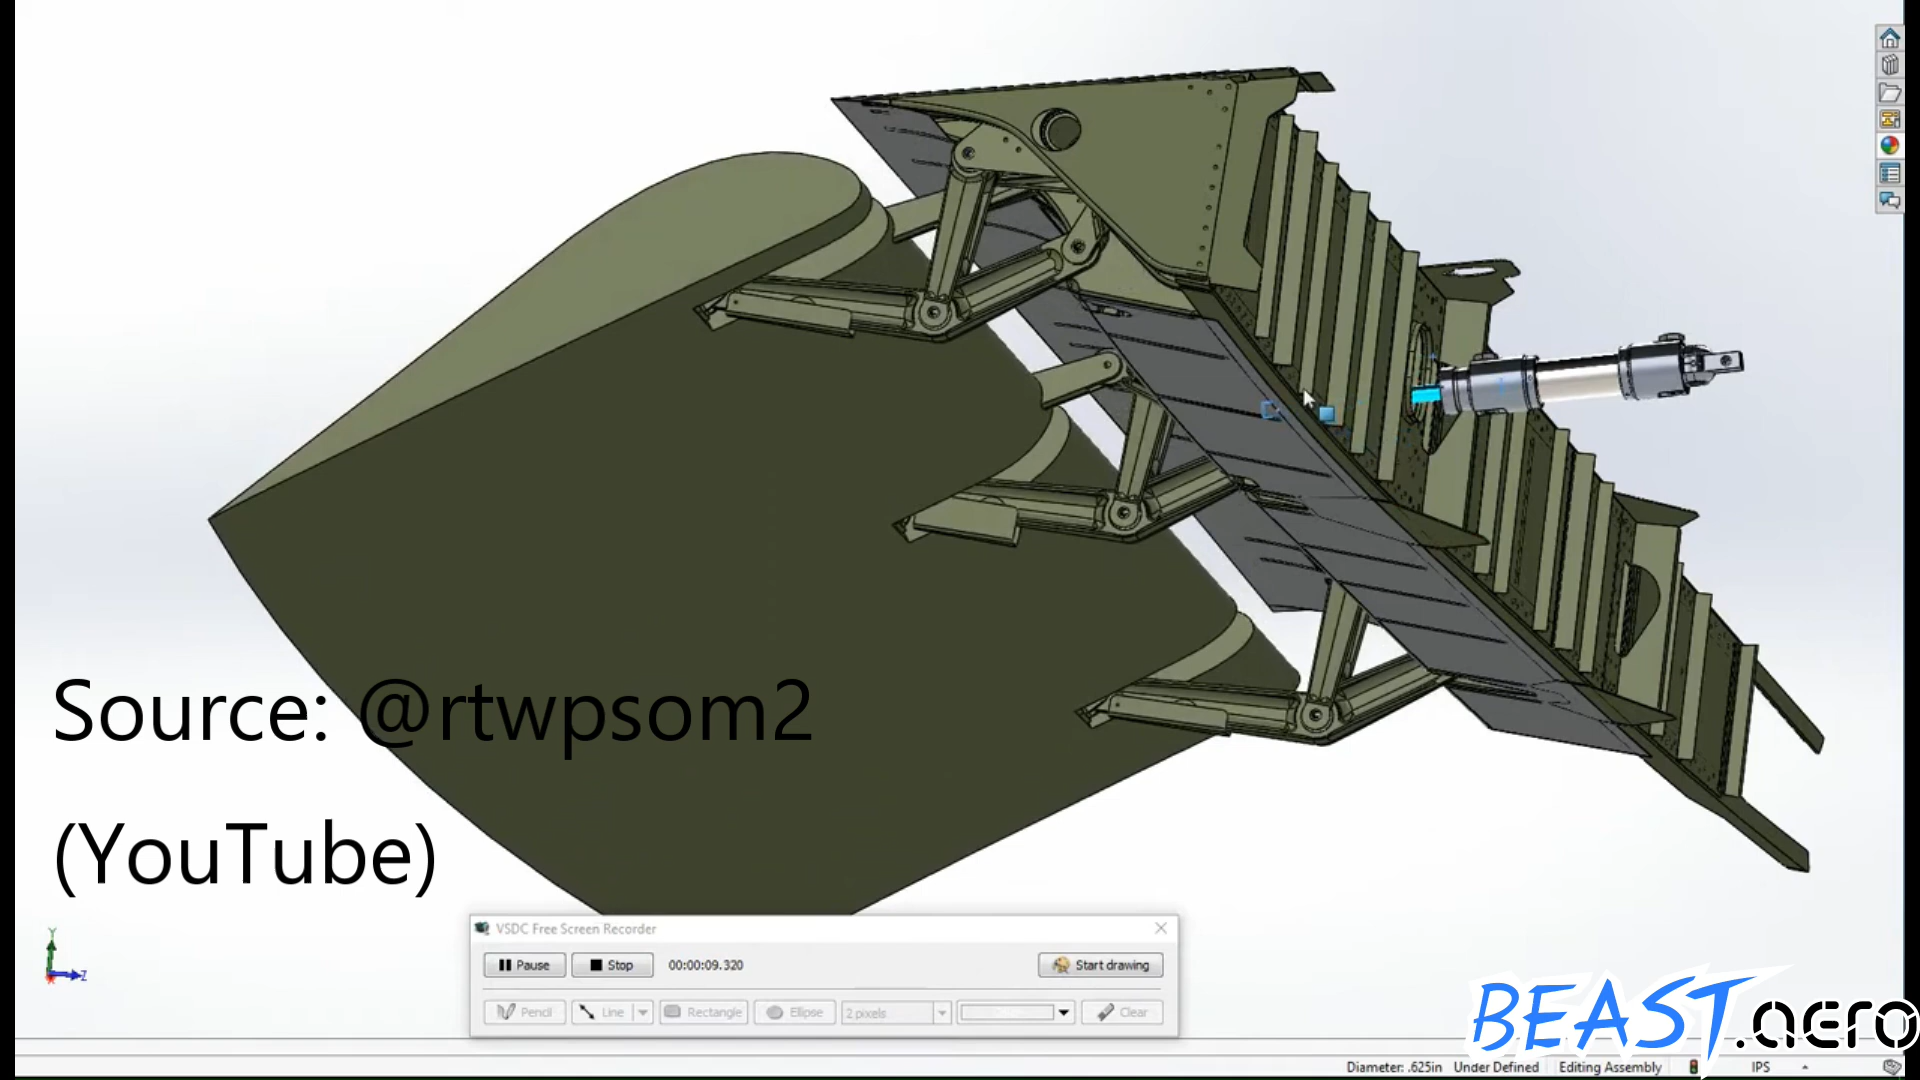 Source: @rtwpsom2
(YouTube)
Y
Z
VSDC Free Screen Recorder
Pause
Stop
00:00:09.320
Start drawing
Pencil
Line
Rectangle
Ellipse
2 pixels
Clear
BEAST.aero
Diameter: .625in
Under Defined
Editing Assembly
IPS